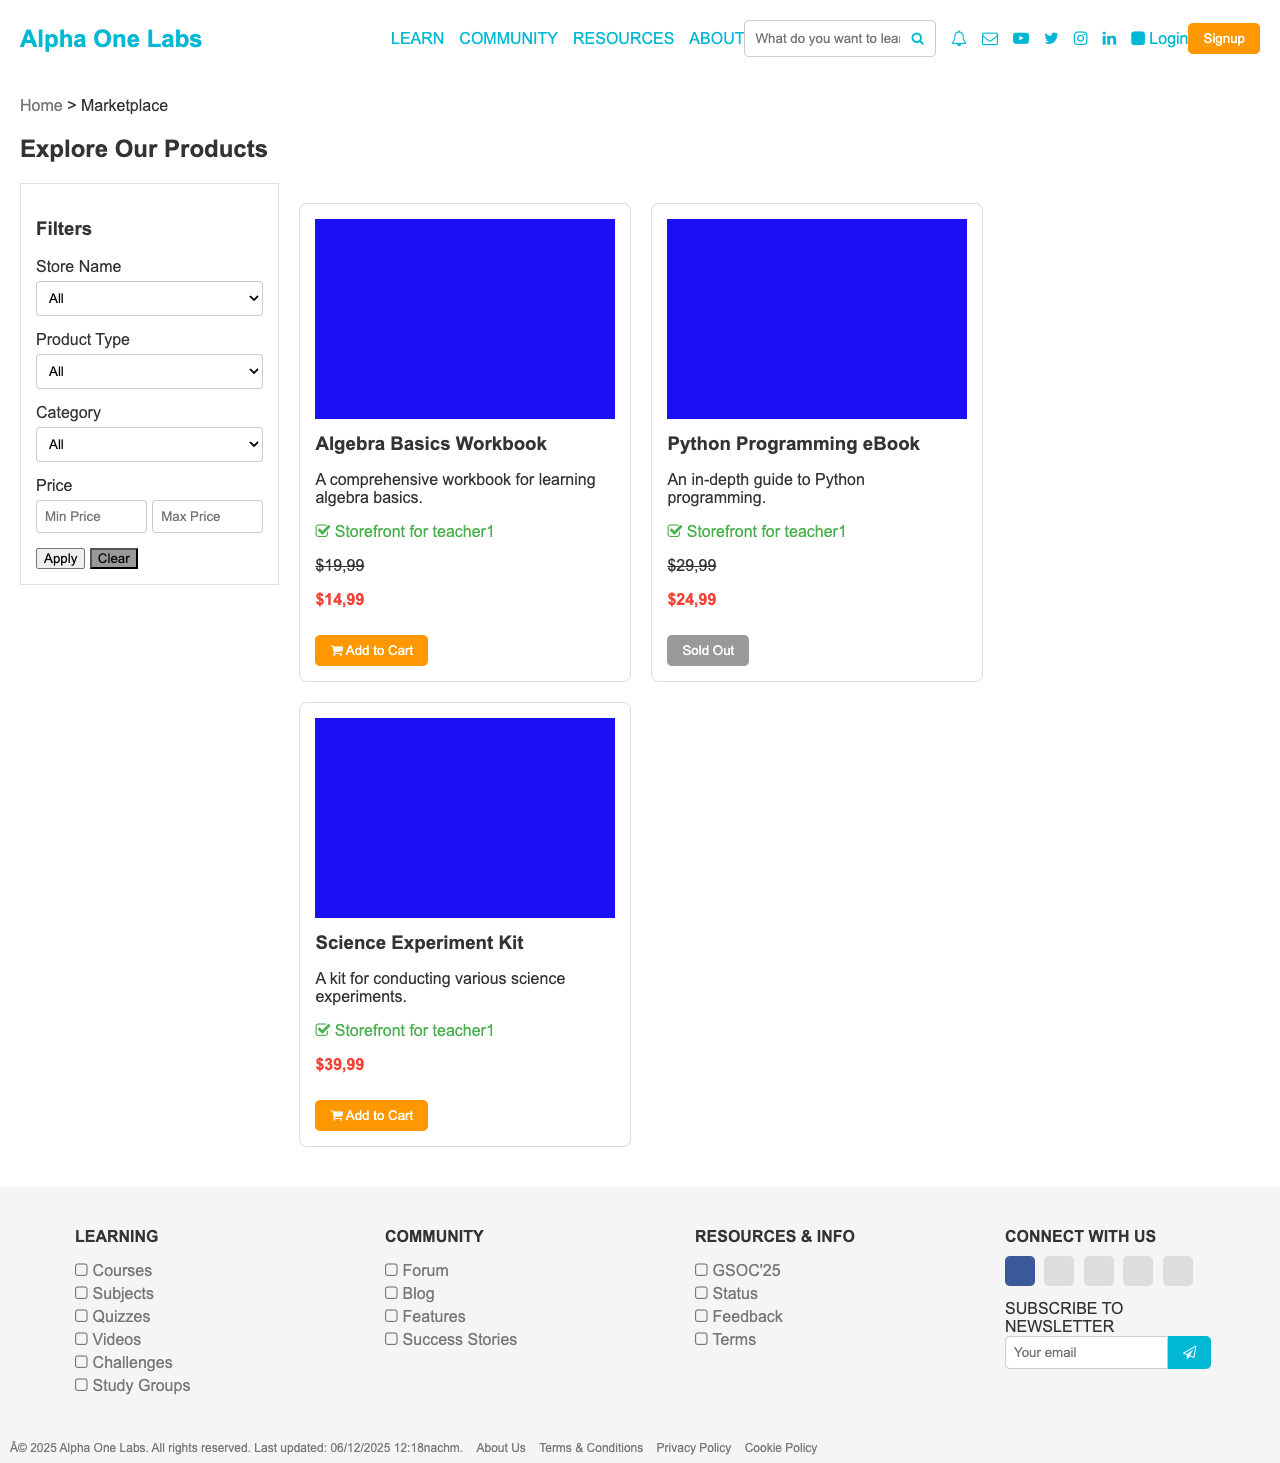 Alpha One Labs
LEARN COMMUNITY RESOURCES ABOUT What do you want to lear Login Signup
Home > Marketplace
Explore Our Products
Filters
Store Name
All
Product Type
All
Category
All
Price
Min Price Max Price
Apply Clear
Algebra Basics Workbook
A comprehensive workbook for learning
algebra basics.
Storefront for teacher1
$19,99
$14,99
Add to Cart
Python Programming eBook
An in-depth guide to Python
programming.
Storefront for teacher1
$29,99
$24,99
Sold Out
Science Experiment Kit
A kit for conducting various science
experiments.
Storefront for teacher1
$39,99
Add to Cart
LEARNING
Courses
Subjects
Quizzes
Videos
Challenges
Study Groups
COMMUNITY
Forum
Blog
Features
Success Stories
RESOURCES & INFO
GSOC'25
Status
Feedback
Terms
CONNECT WITH US
SUBSCRIBE TO
NEWSLETTER
Your email
Â© 2025 Alpha One Labs. All rights reserved. Last updated: 06/12/2025 12:18nachm. About Us Terms & Conditions Privacy Policy Cookie Policy